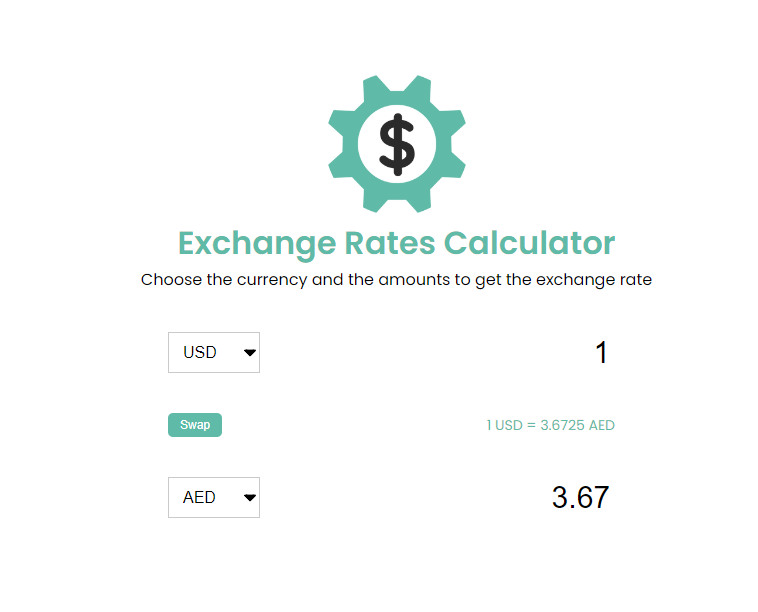 $
Exchange Rates Calculator
Choose the currency and the amounts to get the exchange rate
USD 1
Swap 1 USD = 3.6725 AED
AED 3.67